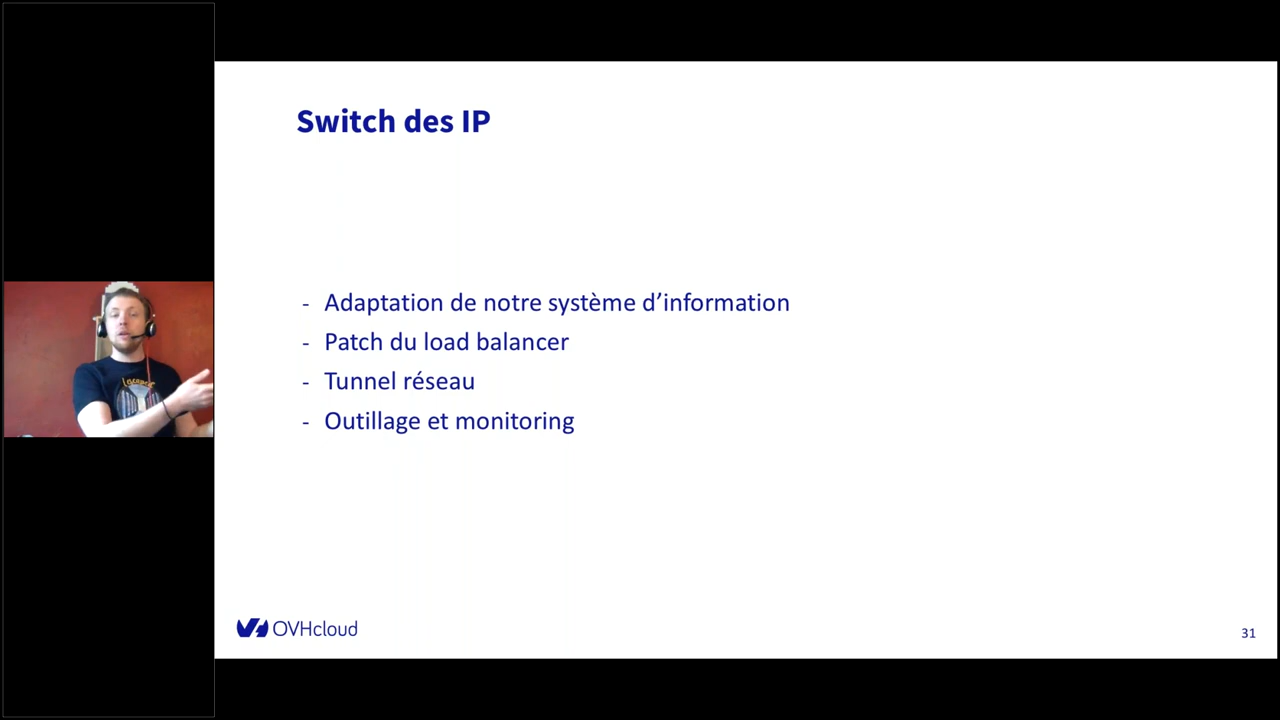 Switch des IP
- Adaptation de notre système d’information
- Patch du load balancer
- Tunnel réseau
- Outillage et monitoring
OVHcloud
31